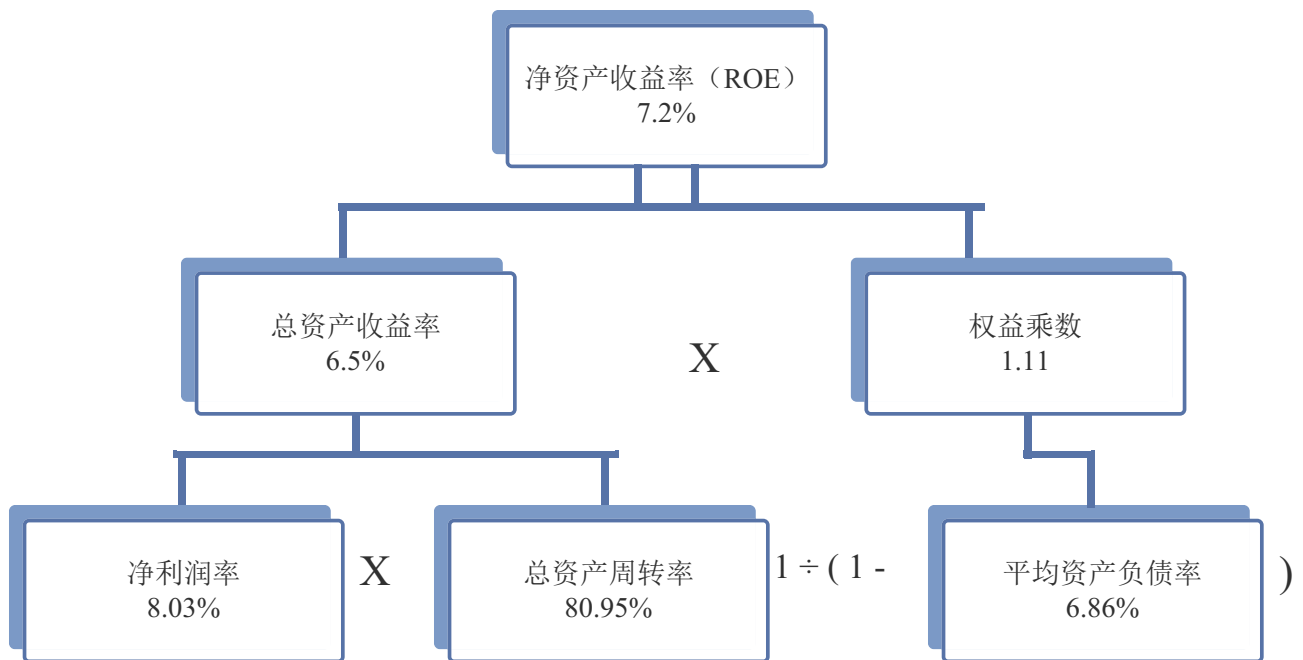 净资产收益率（ROE）
7.2%
总资产收益率
6.5%
X
权益乘数
1.11
净利润率
8.03%
X
总资产周转率
80.95%
1 ÷ ( 1 -
平均资产负债率
6.86%
)